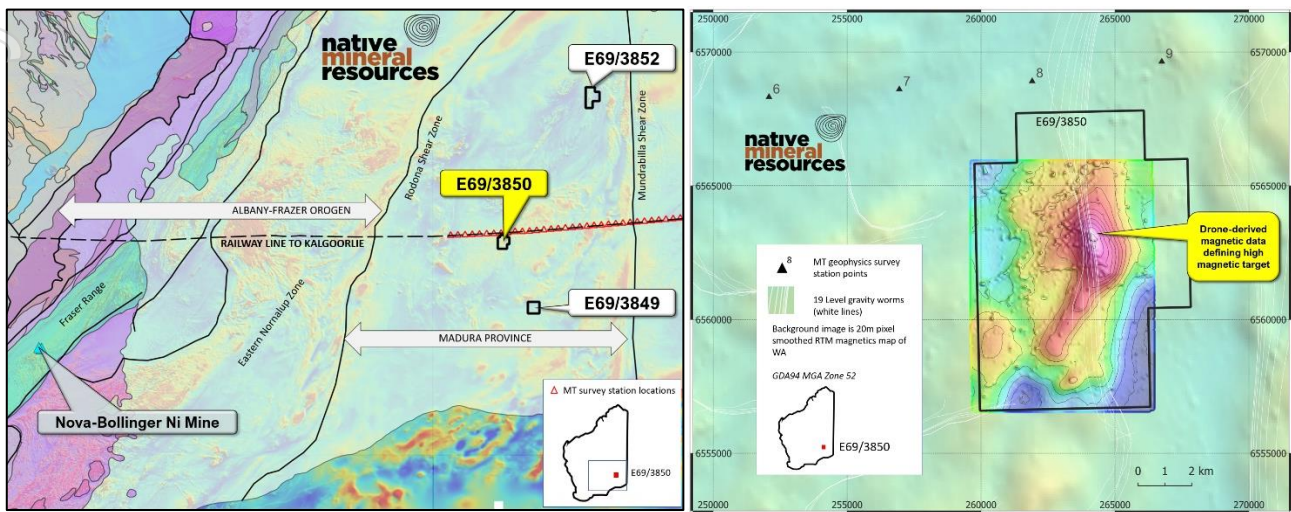 native
mineral
resources
E69/3852
Rodona Shear Zone
Mundrabilla Shear Zone
E69/3850
ALBANY-FRAZER OROGEN
RAILWAY LINE TO KALGOORLIE
Fraser Range
Eastern Nornalup Zone
E69/3849
MADURA PROVINCE
Nova-Bollinger Ni Mine
MT survey station locations
E69/3850
250000
260000
265000
270000
6570000
6
7
8
9
native
mineral
resources
E69/3850
6565000
Drone-derived
magnetic data
defining high
magnetic target
8
MT geophysics survey
station points
19 Level gravity worms
(white lines)
Background image is 20m pixel
smoothed RTM magnetics map of
WA
GDA94 MGA Zone 52
E69/3850
6560000
6555000
0 1 2 km
250000
255000
260000
265000
270000